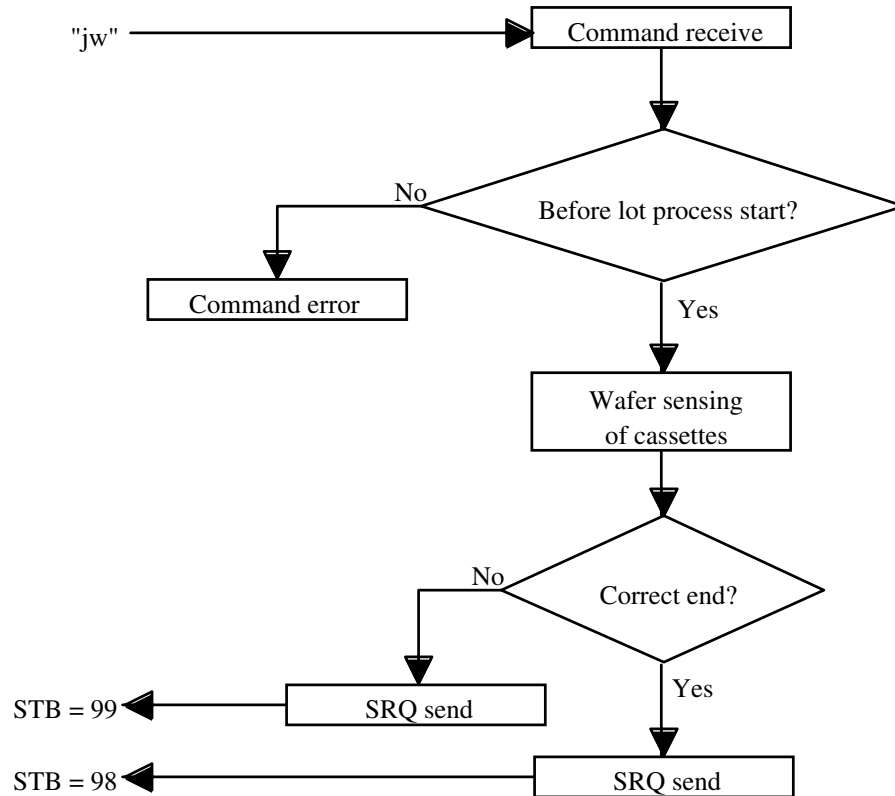 "jw"
Command receive
No
Before lot process start?
Command error
Yes
Wafer sensing
of cassettes
No
Correct end?
Yes
STB = 99
SRQ send
STB = 98
SRQ send